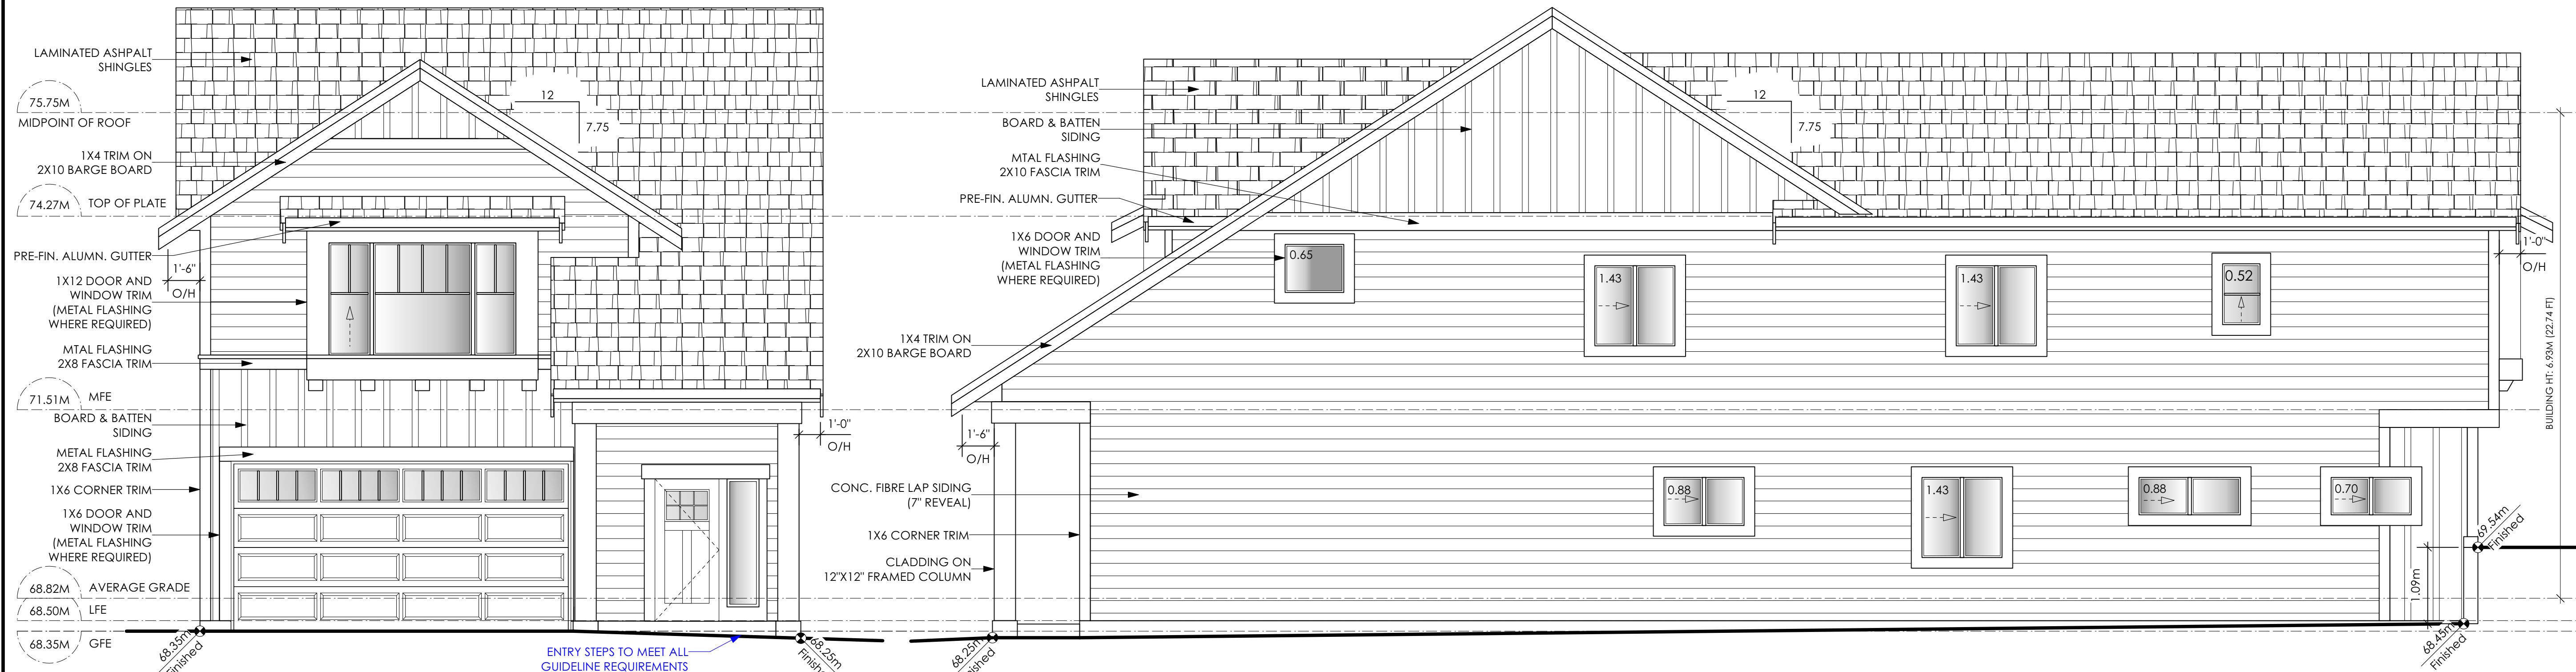 LAMINATED ASHPALT
SHINGLES
75.75M
MIDPOINT OF ROOF
12
7.75
1X4 TRIM ON
2X10 BARGE BOARD
74.27M
TOP OF PLATE
PRE-FIN. ALUMN. GUTTER
1'-6"
O/H
1X12 DOOR AND
WINDOW TRIM
(METAL FLASHING
WHERE REQUIRED)
MTAL FLASHING
2X8 FASCIA TRIM
71.51M
MFE
BOARD & BATTEN
SIDING
1'-0"
O/H
METAL FLASHING
2X8 FASCIA TRIM
1X6 CORNER TRIM
1X6 DOOR AND
WINDOW TRIM
(METAL FLASHING
WHERE REQUIRED)
68.82M
AVERAGE GRADE
68.50M
LFE
68.35M
GFE
68.35m
Finished
ENTRY STEPS TO MEET ALL
GUIDELINE REQUIREMENTS
68.25m
Finished
LAMINATED ASHPALT
SHINGLES
12
7.75
BOARD & BATTEN
SIDING
MTAL FLASHING
2X10 FASCIA TRIM
PRE-FIN. ALUMN. GUTTER
1X6 DOOR AND
WINDOW TRIM
(METAL FLASHING
WHERE REQUIRED)
0.65
1.43
1.43
0.52
1'-0"
O/H
1X4 TRIM ON
2X10 BARGE BOARD
BUILDING HT: 6.93M (22.74 FT)
1'-6"
O/H
CONC. FIBRE LAP SIDING
(7" REVEAL)
0.88
1.43
0.88
0.70
1X6 CORNER TRIM
CLADDING ON
12"X12" FRAMED COLUMN
69.54m
Finished
1.09m
68.25m
Finished
68.45m
Finished